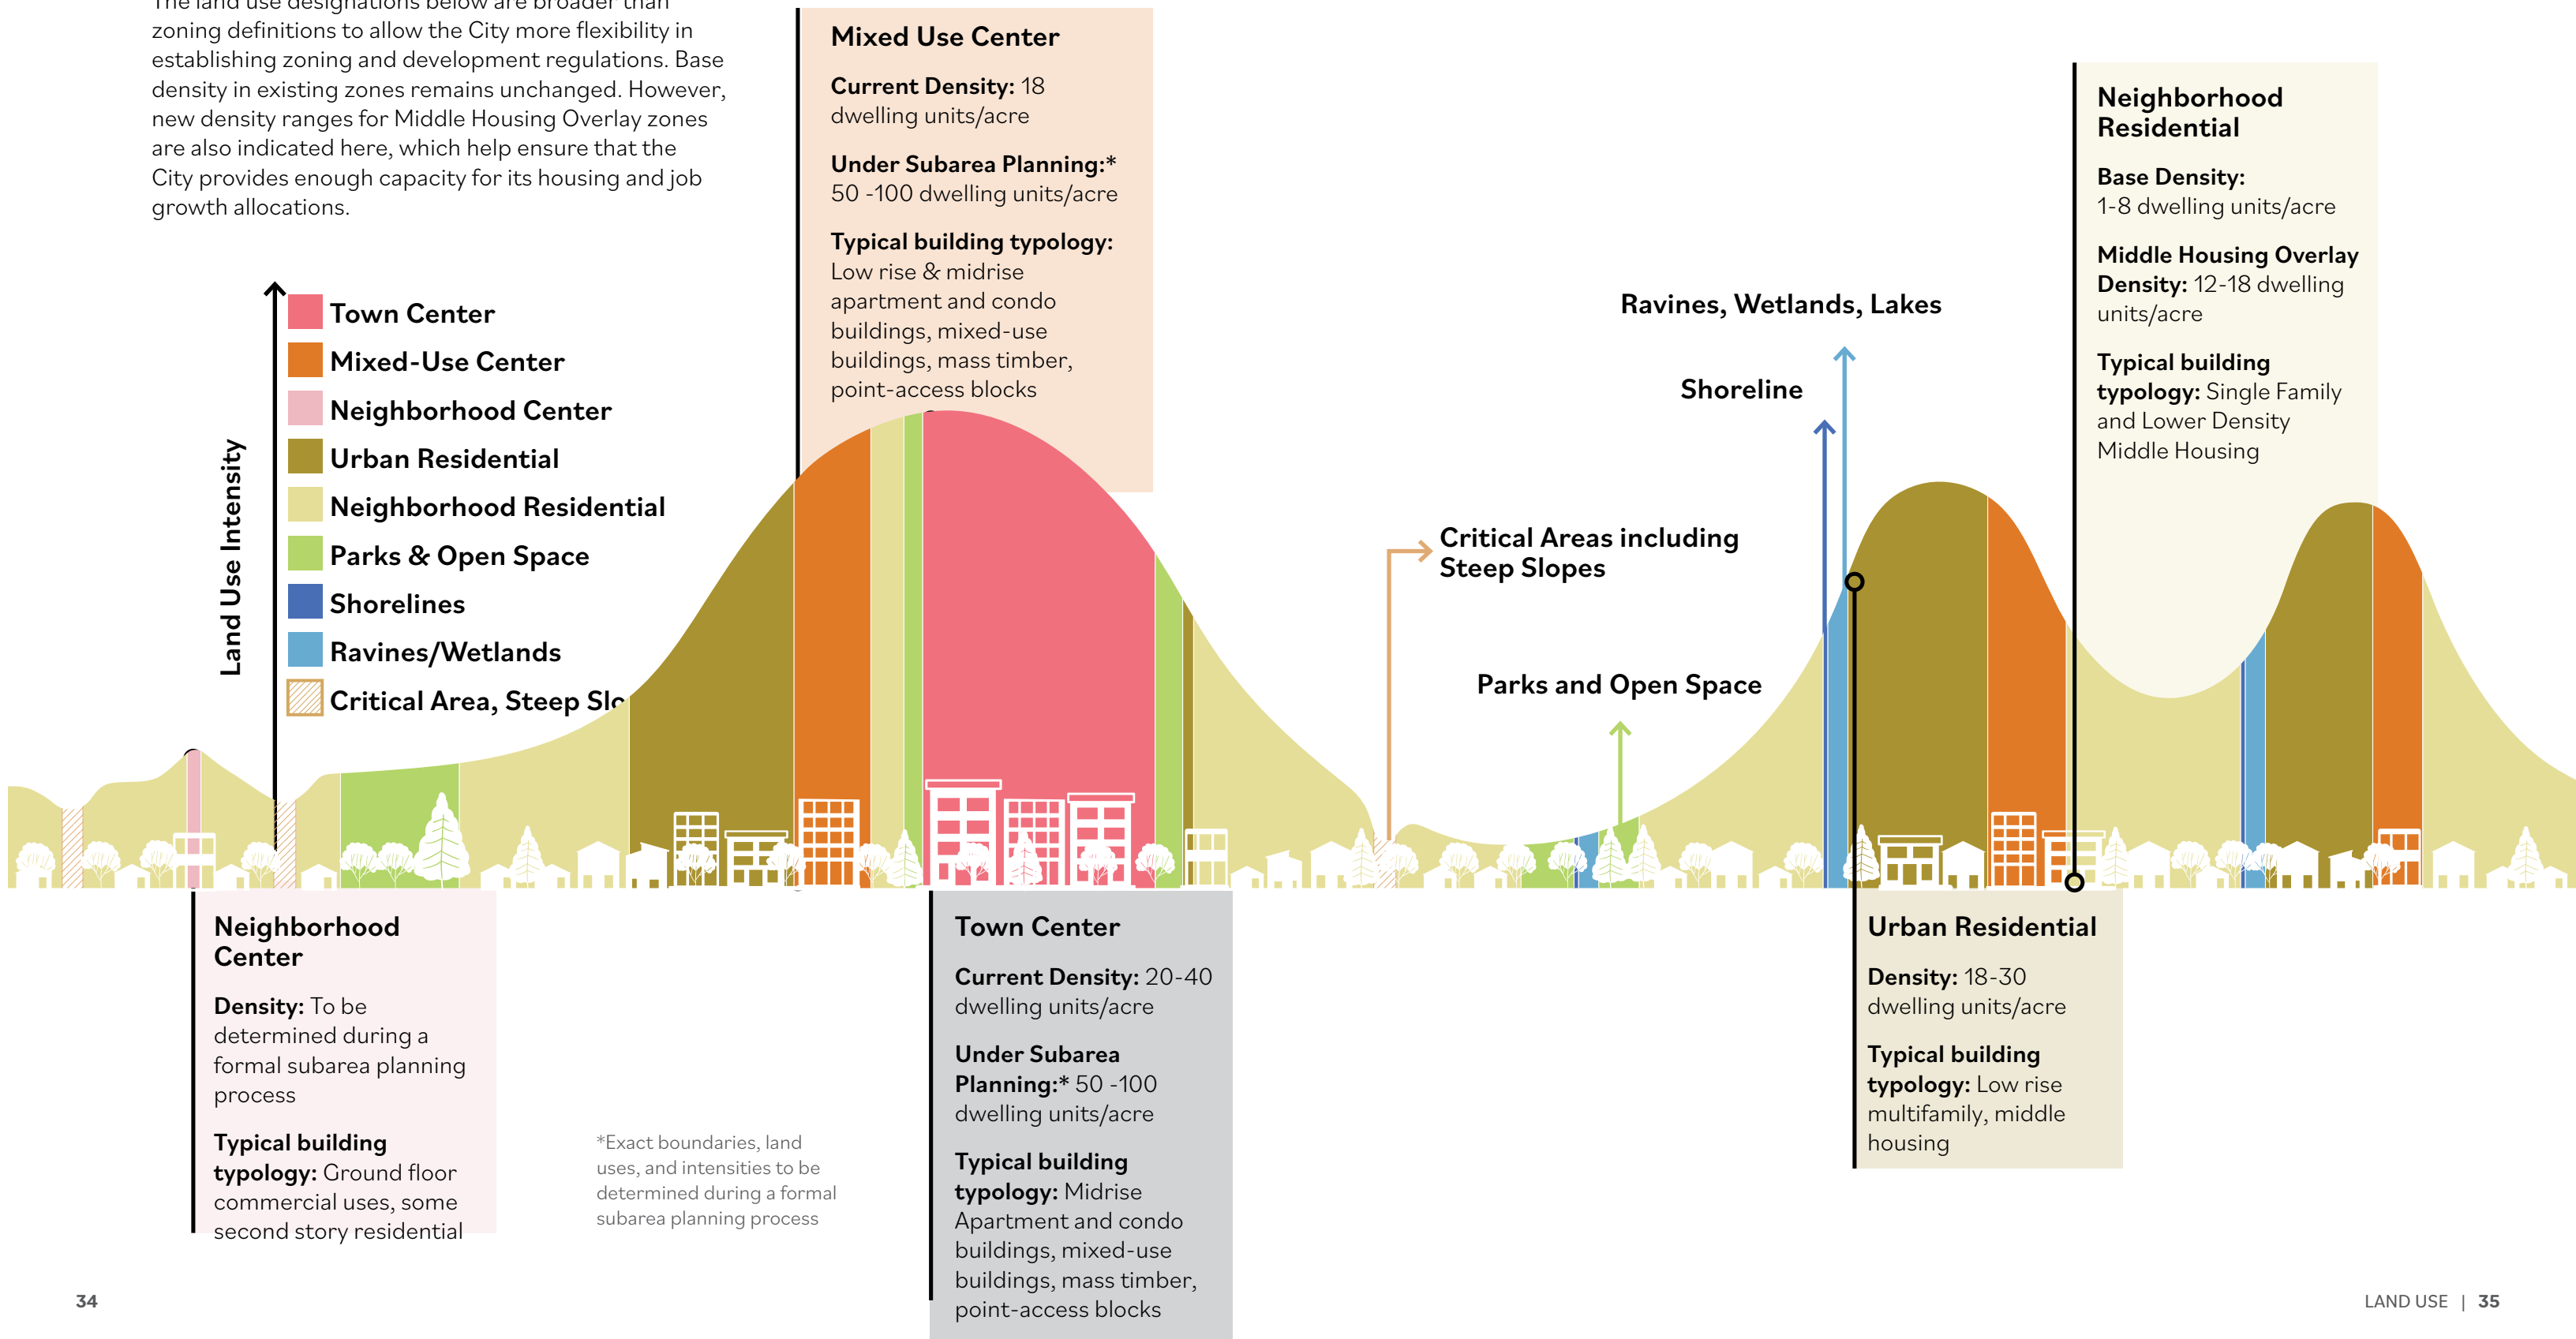 The land use designations below are broader than
zoning definitions to allow the City more flexibility in
establishing zoning and development regulations. Base
density in existing zones remains unchanged. However,
new density ranges for Middle Housing Overlay zones
are also indicated here, which help ensure that the
City provides enough capacity for its housing and job
growth allocations.
Land Use Intensity
Town Center
Mixed-Use Center
Neighborhood Center
Urban Residential
Neighborhood Residential
Parks & Open Space
Shorelines
Ravines/Wetlands
Critical Area, Steep Slo
Mixed Use Center
Current Density: 18
dwelling units/acre
Under Subarea Planning:*
50 -100 dwelling units/acre
Typical building typology:
Low rise & midrise
apartment and condo
buildings, mixed-use
buildings, mass timber,
point-access blocks
Critical Areas including
Steep Slopes
Parks and Open Space
Shoreline
Ravines, Wetlands, Lakes
Neighborhood
Residential
Base Density:
1-8 dwelling units/acre
Middle Housing Overlay
Density: 12-18 dwelling
units/acre
Typical building
typology: Single Family
and Lower Density
Middle Housing
Neighborhood
Center
Density: To be
determined during a
formal subarea planning
process
Typical building
typology: Ground floor
commercial uses, some
second story residential
*Exact boundaries, land
uses, and intensities to be
determined during a formal
subarea planning process
Town Center
Current Density: 20-40
dwelling units/acre
Under Subarea
Planning:* 50 -100
dwelling units/acre
Typical building
typology: Midrise
Apartment and condo
buildings, mixed-use
buildings, mass timber,
point-access blocks
Urban Residential
Density: 18-30
dwelling units/acre
Typical building
typology: Low rise
multifamily, middle
housing
34
LAND USE | 35